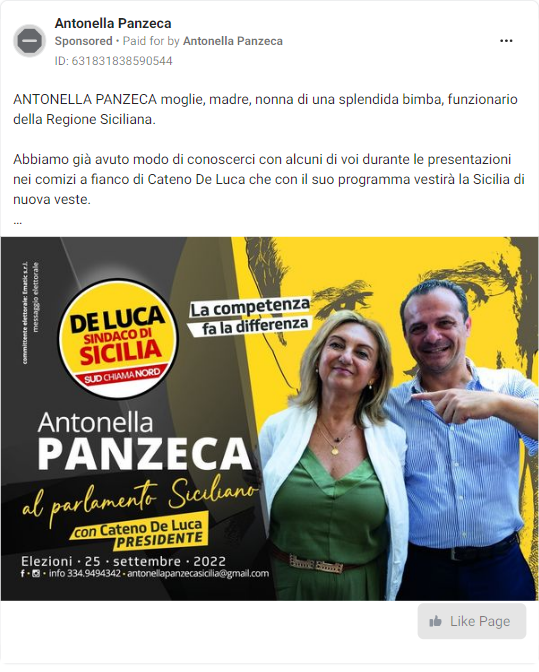 Antonella Panzeca
Sponsored • Paid for by Antonella Panzeca
ID: 631831838590544
ANTONELLA PANZECA moglie, madre, nonna di una splendida bimba, funzionario
della Regione Siciliana.
Abbiamo già avuto modo di conoscerci con alcuni di voi durante le presentazioni
nei comizi a fianco di Cateno De Luca che con il suo programma vestirà la Sicilia di
nuova veste.
...
committente elettorale: Ematic s.r.l.
messaggio elettorale
DE LUCA
SINDACO DI
SICILIA
SUD CHIAMA NORD
La competenza
fa la differenza
Antonella
PANZECA
al parlamento Siciliano
con Cateno De Luca
PRESIDENTE
Elezioni • 25 • settembre • 2022
f • • info 334.9494342 • antonellapanzecasicilia@gmail.com
Like Page